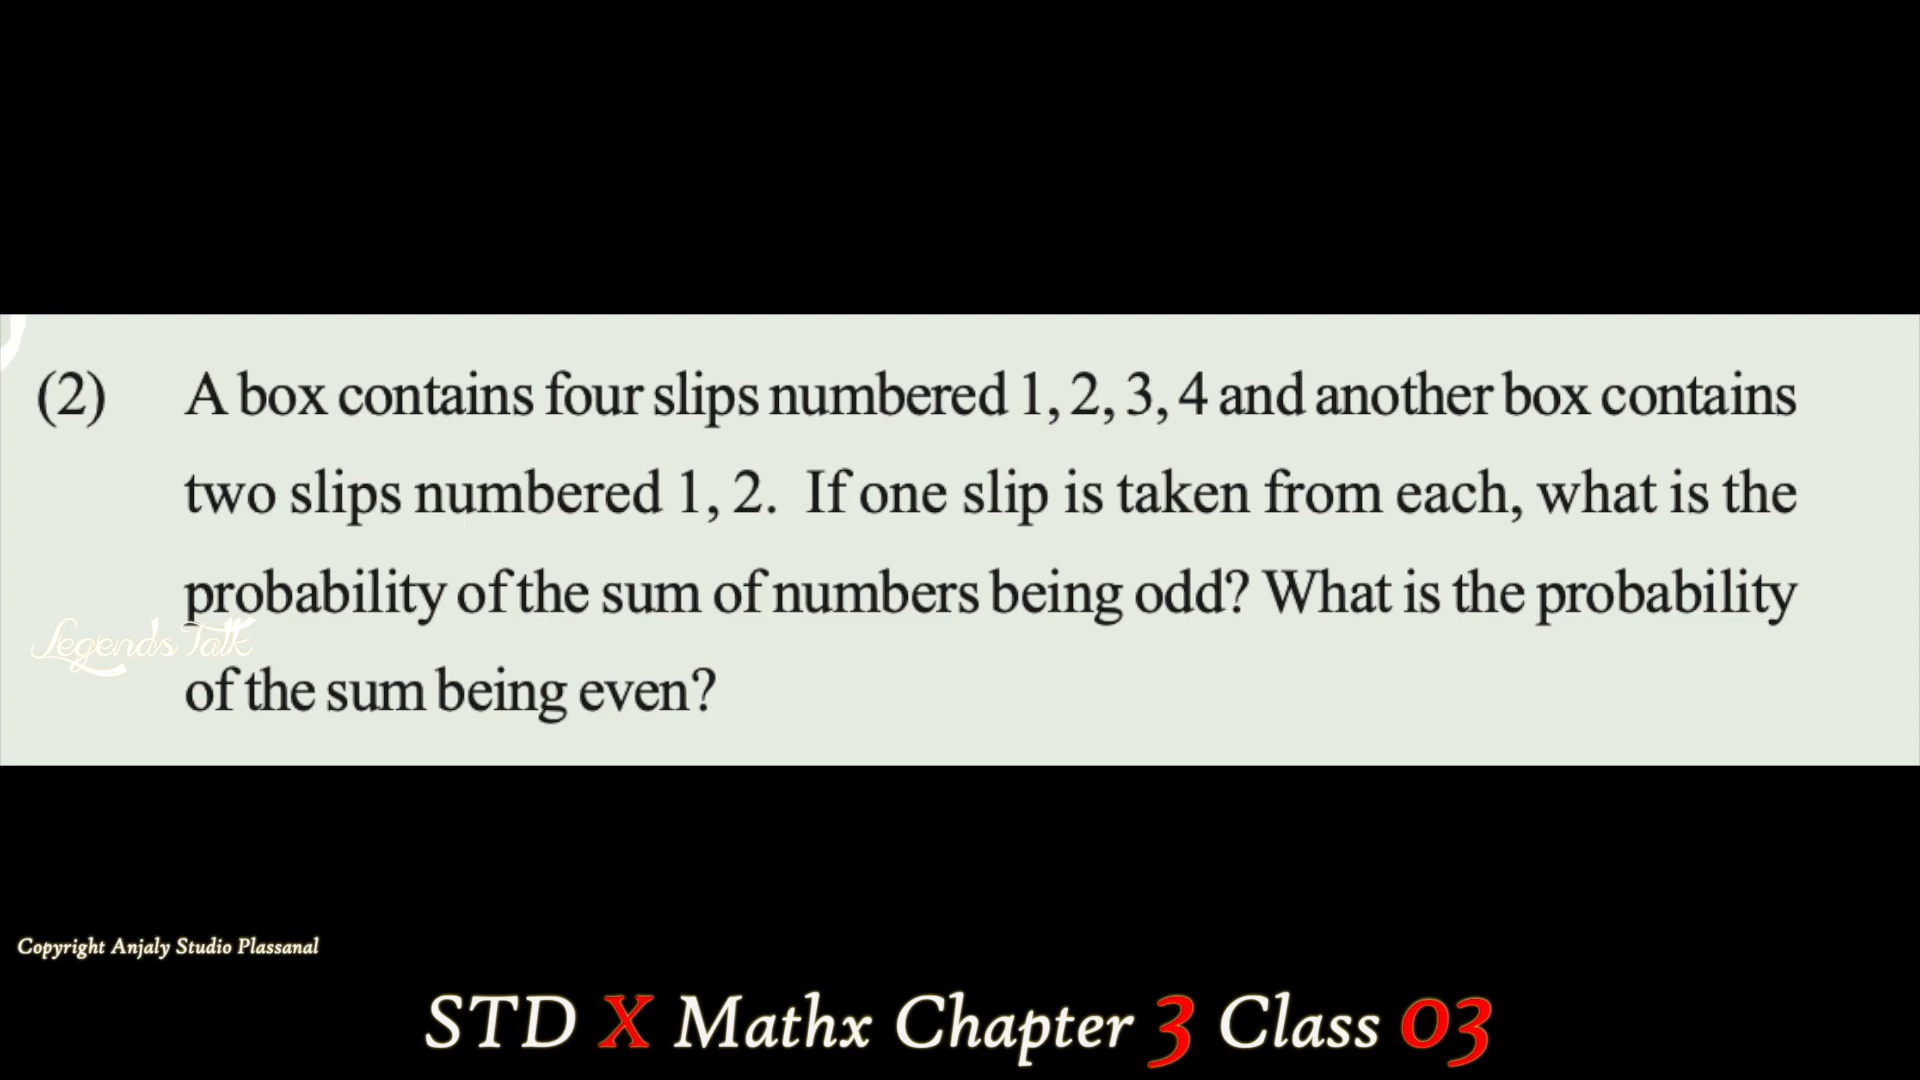 (2) A box contains four slips numbered 1, 2, 3, 4 and another box contains
two slips numbered 1, 2. If one slip is taken from each, what is the
probability of the sum of numbers being odd? What is the probability
Legends Talk
of the sum being even?
Copyright Anjaly Studio Plassanal
STD X Mathx Chapter 3 Class 03